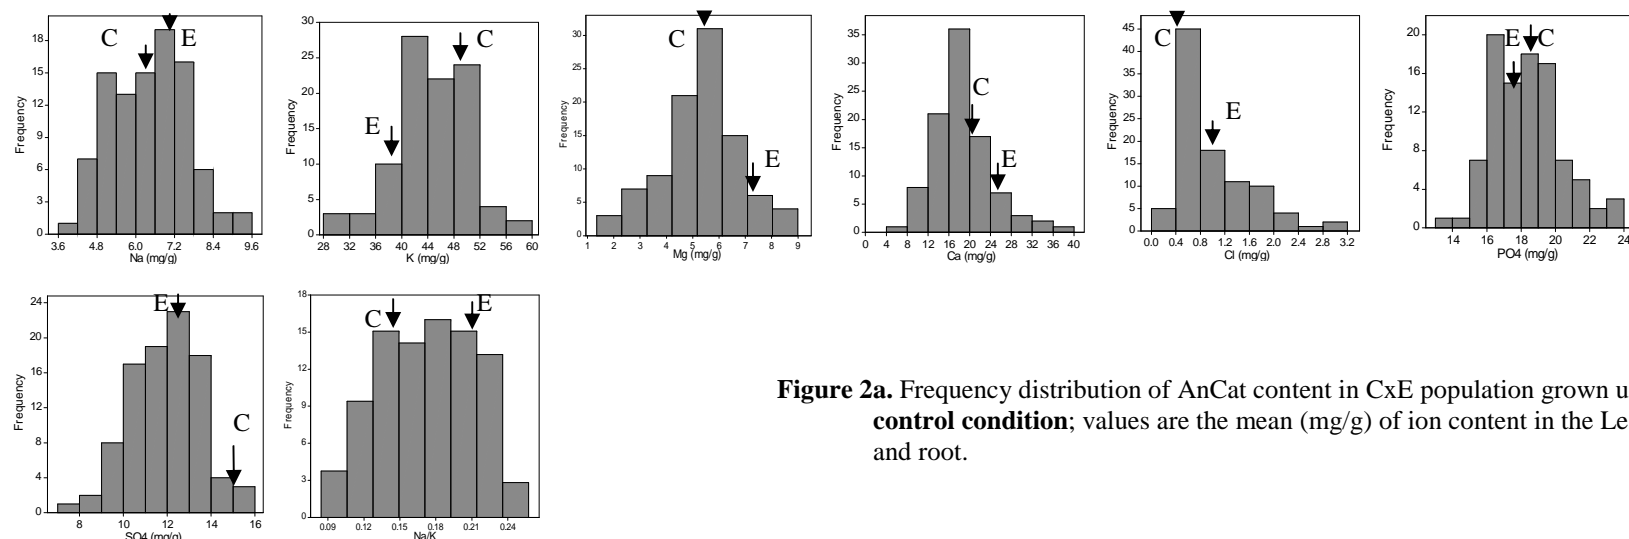 18
15
12
9
6
3
0
Frequency
C
E
3.6 4.8 6.0 7.2 8.4 9.6
Na (mg/g)
30
25
20
15
10
5
0
Frequency
E
C
28 32 36 40 44 48 52 56 60
K (mg/g)
30
25
20
15
10
5
0
Frequency
C
E
1 2 3 4 5 6 7 8 9
Mg (mg/g)
35
30
25
20
15
10
5
0
Frequency
C
E
0 4 8 12 16 20 24 28 32 36 40
Ca (mg/g)
45
40
35
30
25
20
15
10
5
0
Frequency
C
E
0.0 0.4 0.8 1.2 1.6 2.0 2.4 2.8 3.2
Cl (mg/g)
20
16
12
8
4
0
Frequency
E C
14 16 18 20 22 24
PO4 (mg/g)
24
20
16
12
8
4
0
Frequency
E
C
8 10 12 14 16
SO4 (mg/g)
18
15
12
9
6
3
0
Frequency
C
E
0.09 0.12 0.15 0.18 0.21 0.24
Na/K
Figure 2a. Frequency distribution of AnCat content in CxE population grown u
control condition; values are the mean (mg/g) of ion content in the Le
and root.